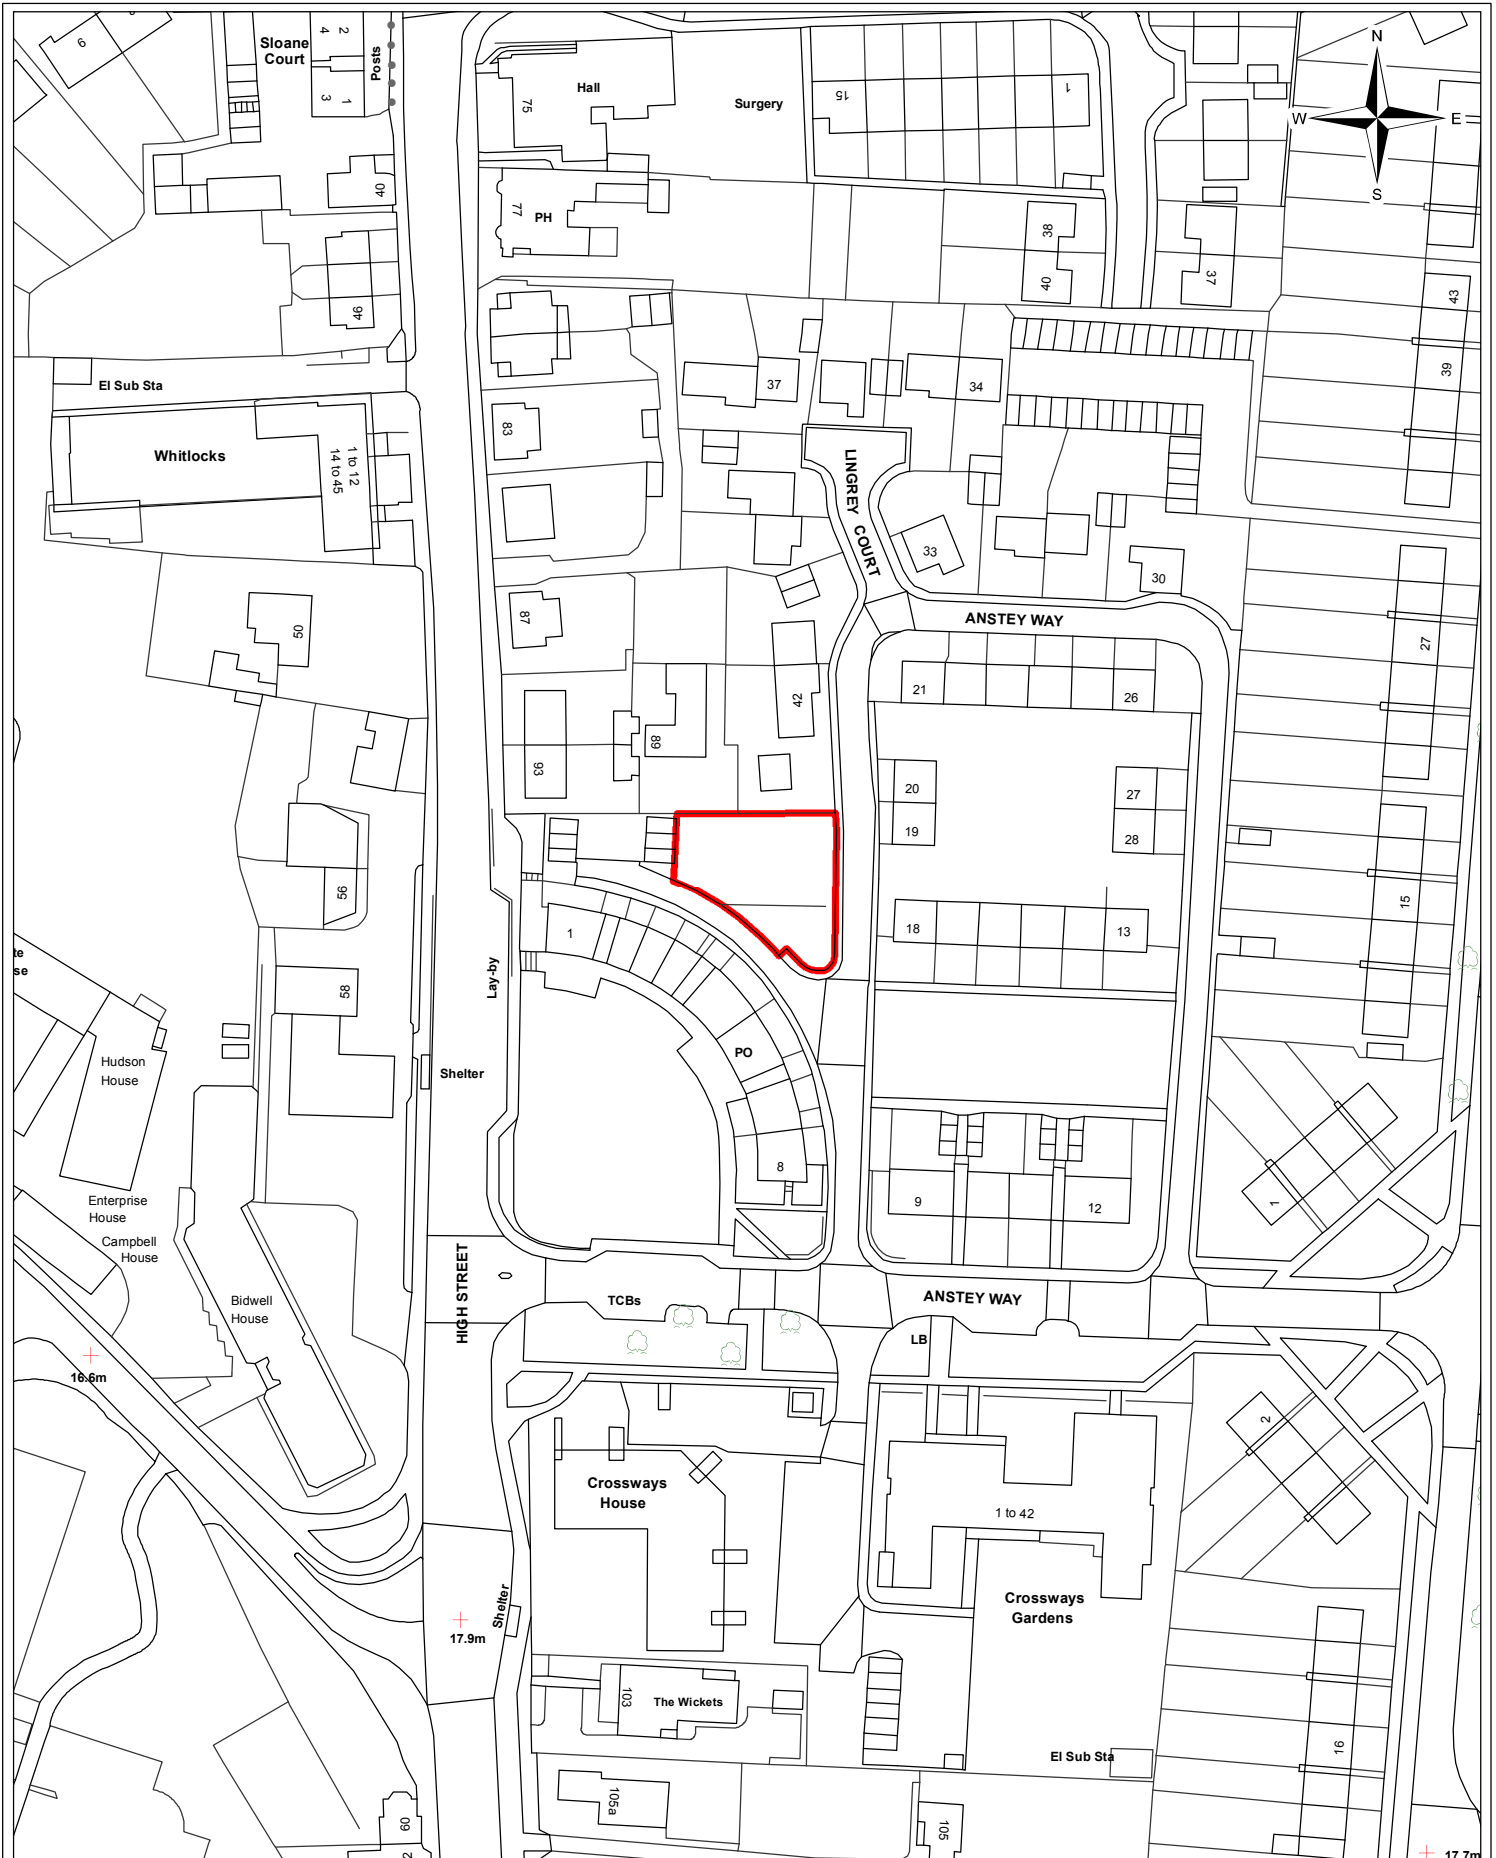 N
W
E
S
6
Sloane
Court
4
2
3
1
Posts
75
Hall
Surgery
15
1
40
77
PH
38
40
37
43
46
El Sub Sta
37
34
39
83
Whitlocks
1 to 12
14 to 45
LINGREY COURT
33
30
87
ANSTEY WAY
50
27
21
26
42
89
93
20
27
19
28
56
15
1
18
13
58
Lay-by
Hudson
House
PO
Shelter
8
Enterprise
House
9
12
1
Campbell
House
HIGH STREET
Bidwell
House
TCBs
ANSTEY WAY
LB
16.6m
2
Crossways
House
1 to 42
Crossways
Gardens
Shelter
17.9m
103
The Wickets
16
El Sub Sta
105a
60
105
17.7m